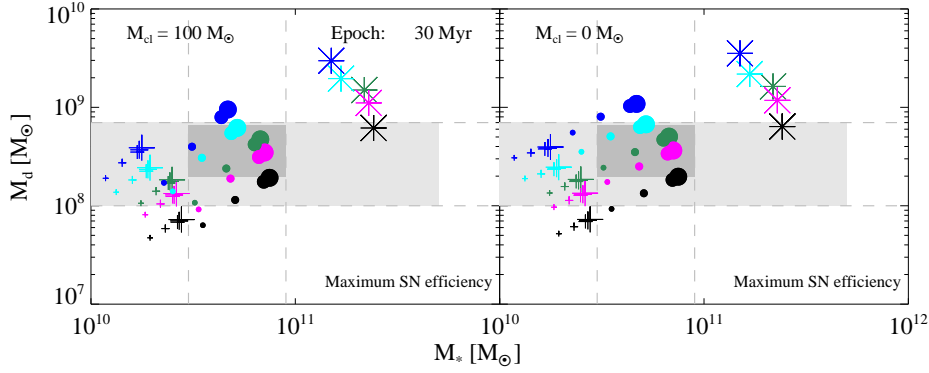 M_cl = 100 M_☉ Epoch: 30 Myr
M_cl = 0 M_☉
10^10
10^9
10^8
10^7
M_d [M_☉]
Maximum SN efficiency
Maximum SN efficiency
10^10 10^11 10^10 10^11 10^12
M_* [M_☉]